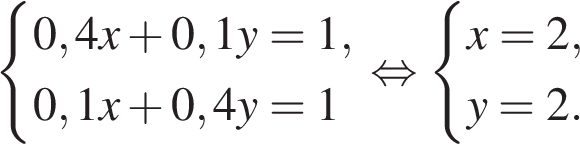 {0,4x + 0,1y = 1, ⇔ {x = 2,
0,1x + 0,4y = 1 y = 2.